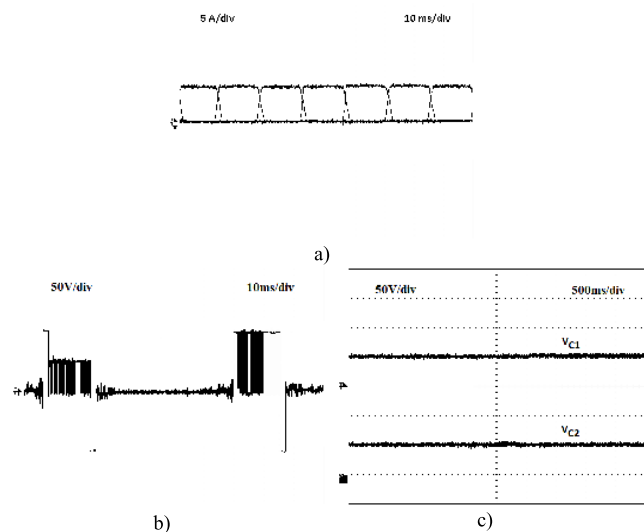 5 A/div 10 ms/div
a)
50V/div 10ms/div
50V/div 500ms/div
VC1
VC2
b) c)